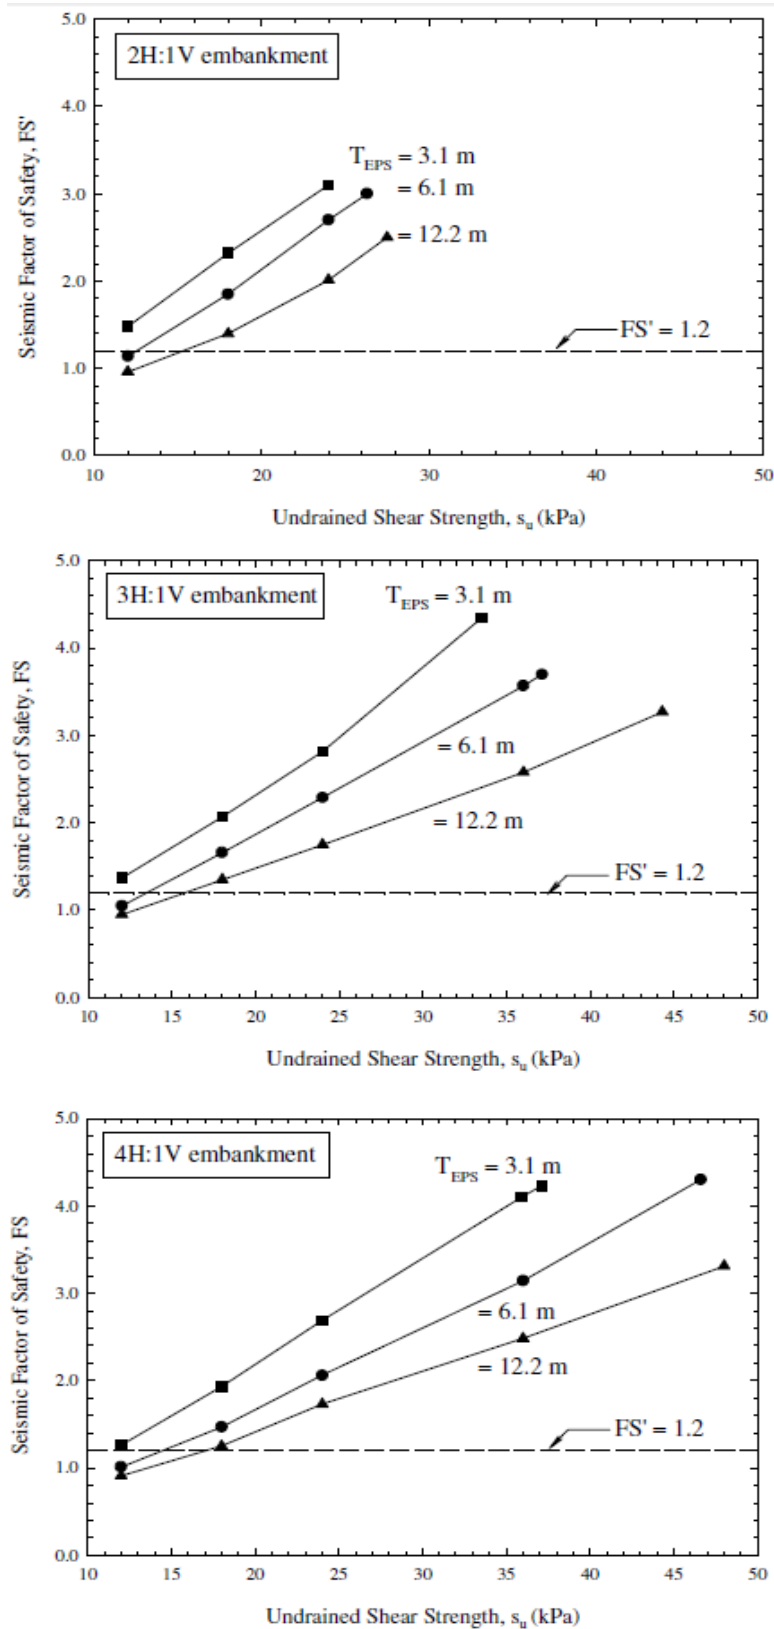 2H:1V embankment
T_EPS = 3.1 m
= 6.1 m
= 12.2 m
FS' = 1.2
Seismic Factor of Safety, FS'
5.0
4.0
3.0
2.0
1.0
0.0
10 20 30 40 50
Undrained Shear Strength, s_u (kPa)
3H:1V embankment
T_EPS = 3.1 m
= 6.1 m
= 12.2 m
FS' = 1.2
Seismic Factor of Safety, FS
5.0
4.0
3.0
2.0
1.0
0.0
10 15 20 25 30 35 40 45 50
Undrained Shear Strength, s_u (kPa)
4H:1V embankment
T_EPS = 3.1 m
= 6.1 m
= 12.2 m
FS' = 1.2
Seismic Factor of Safety, FS
5.0
4.0
3.0
2.0
1.0
0.0
10 15 20 25 30 35 40 45 50
Undrained Shear Strength, s_u (kPa)